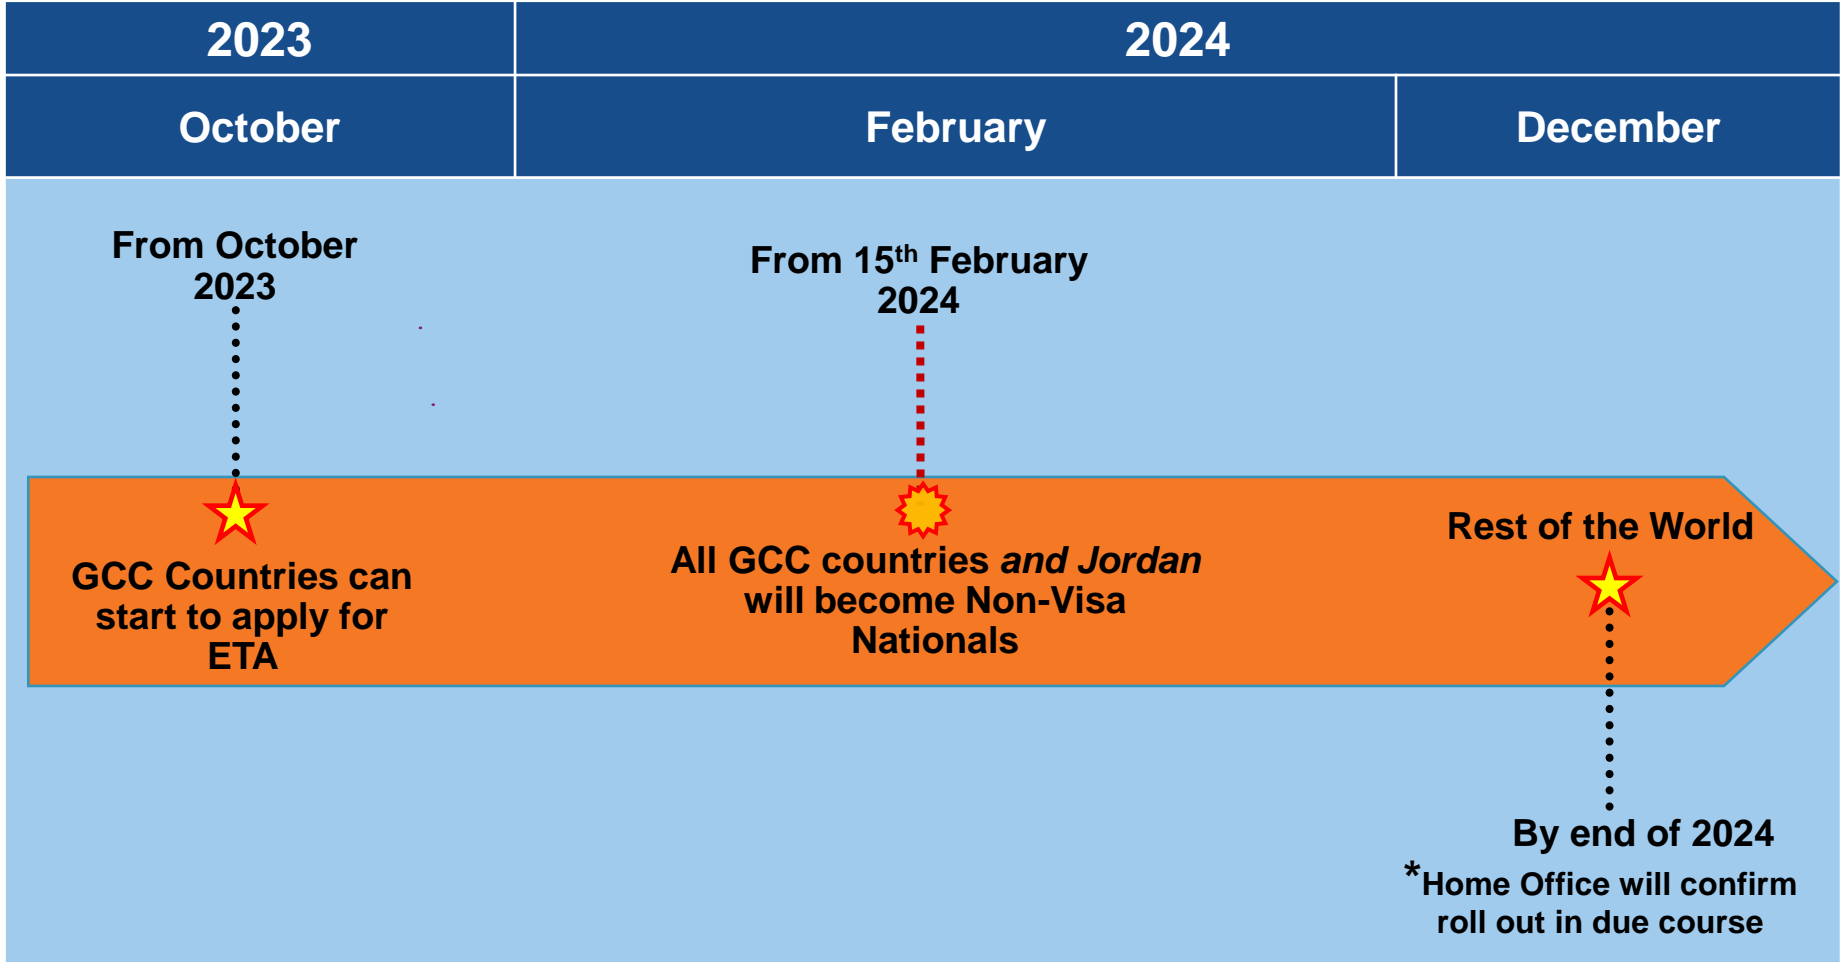 2023
2024
October
February
December
From October
2023
From 15th February
2024
GCC Countries can
start to apply for
ETA
All GCC countries and Jordan
will become Non-Visa
Nationals
Rest of the World
By end of 2024
*Home Office will confirm
roll out in due course